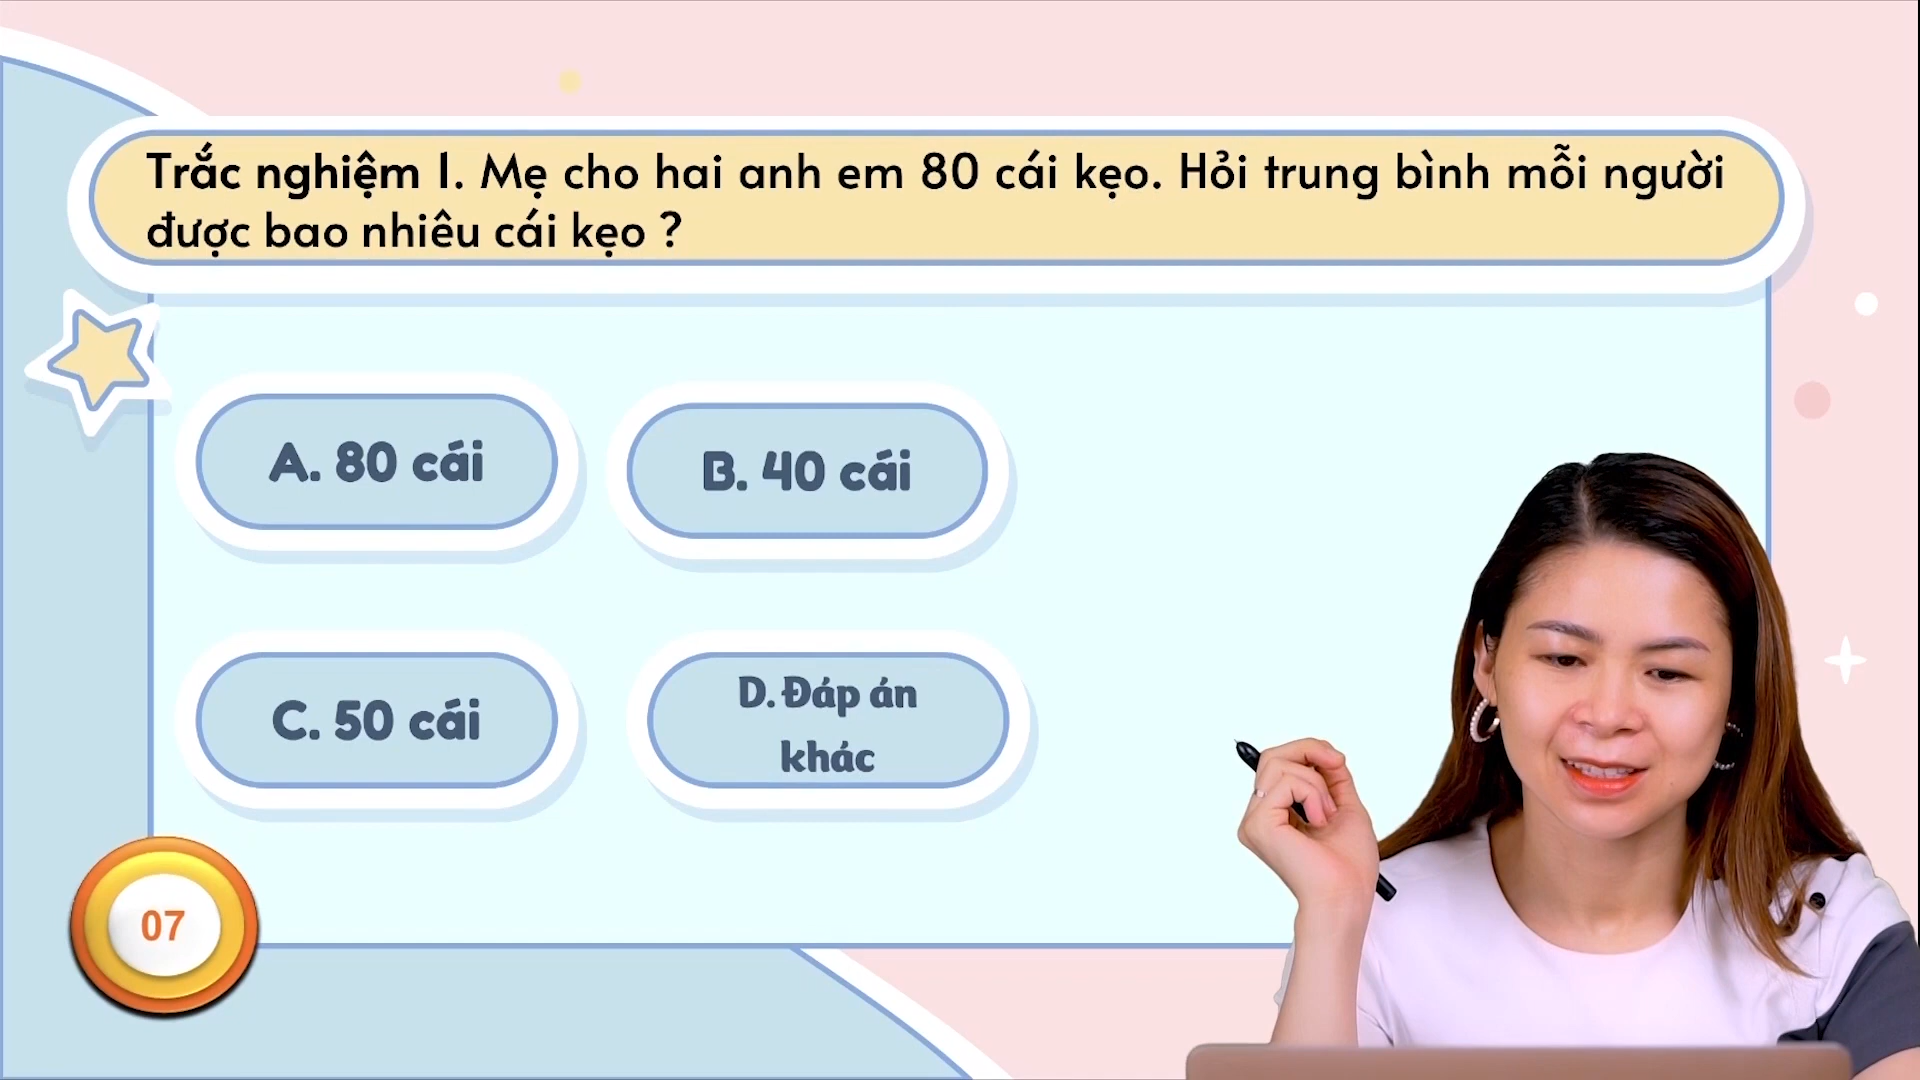 Trắc nghiệm 1. Mẹ cho hai anh em 80 cái kẹo. Hỏi trung bình mỗi người
được bao nhiêu cái kẹo ?
A. 80 cái
B. 40 cái
C. 50 cái
D. Đáp án
khác
07